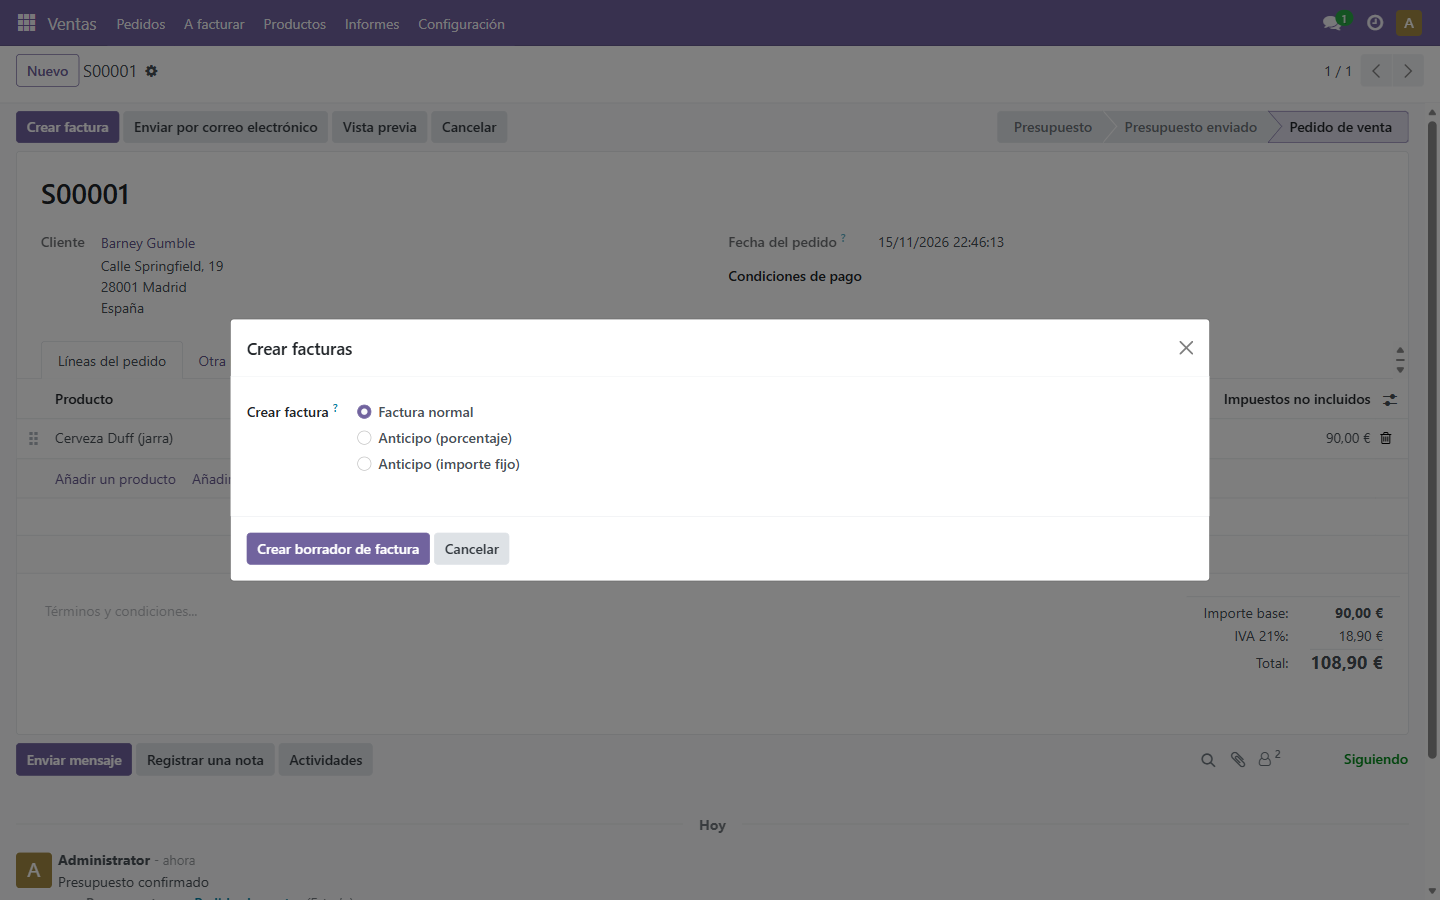 Ventas Pedidos A facturar Productos Informes Configuración 1 A
Nuevo S00001 1 / 1
Crear factura Enviar por correo electrónico Vista previa Cancelar Presupuesto Presupuesto enviado Pedido de venta
S00001
Cliente Barney Gumble
Calle Springfield, 19
28001 Madrid
España
Fecha del pedido ? 15/11/2026 22:46:13
Condiciones de pago
Crear facturas
Crear factura ? Factura normal
Anticipo (porcentaje)
Anticipo (importe fijo)
Crear borrador de factura Cancelar
Líneas del pedido Otra
Producto Impuestos no incluidos
Cerveza Duff (jarra) 90,00 €
Añadir un producto
Términos y condiciones...
Importe base: 90,00 €
IVA 21%: 18,90 €
Total: 108,90 €
Enviar mensaje Registrar una nota Actividades 2 Siguiendo
Hoy
A Administrator - ahora
Presupuesto confirmado